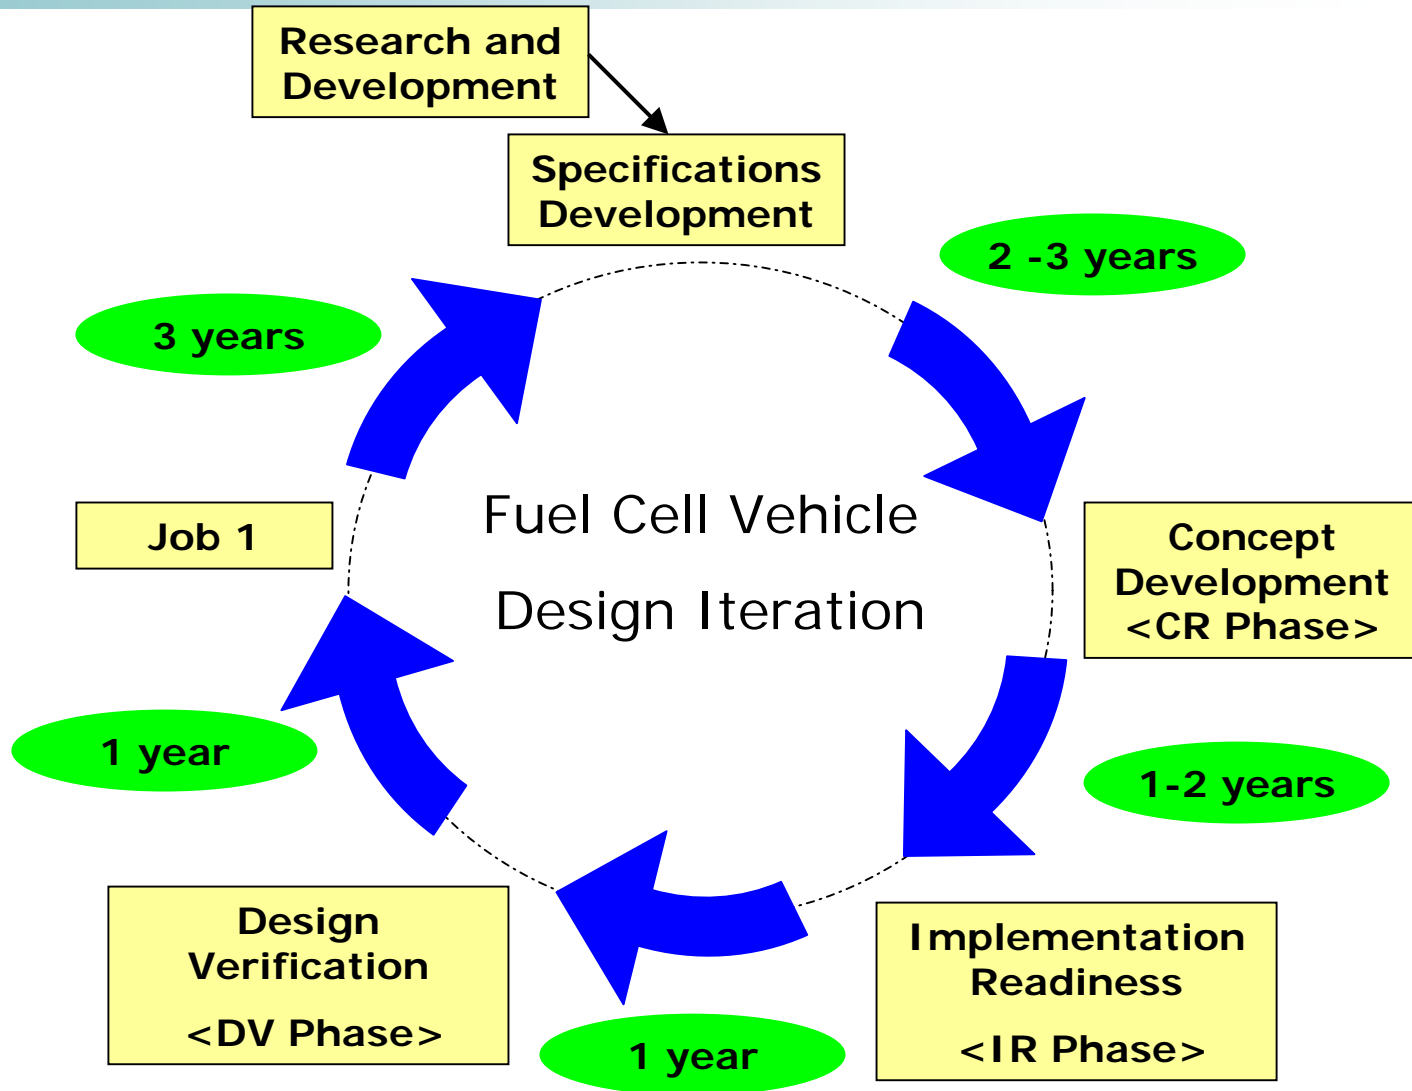 Research and
Development
Specifications
Development
2 -3 years
3 years
Fuel Cell Vehicle
Design Iteration
Job 1
Concept
Development
<CR Phase>
1 year
1-2 years
Design
Verification
<DV Phase>
Implementation
Readiness
<IR Phase>
1 year